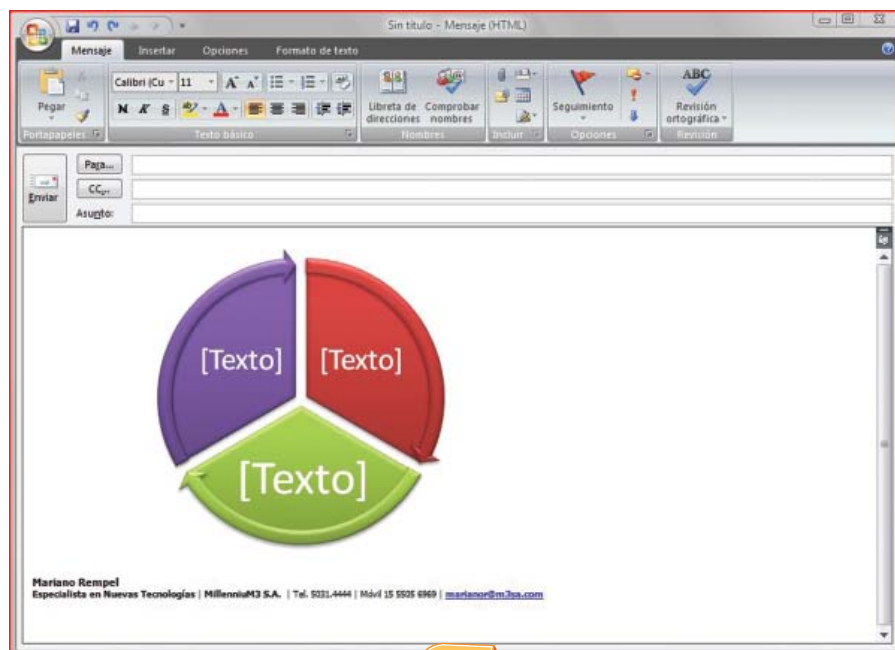 Sin título - Mensaje (HTML)
Mensaje Insertar Opciones Formato de texto
Calibri (Cu 11
Pegar
N K S
Libreta de direcciones
Comprobar nombres
Seguimiento
ABC
Revisión ortográfica
Portapapeles Texto básico Nombres Incluir Opciones Revisión
Enviar
Para...
CC...
Asunto:
[Texto] [Texto]
[Texto]
Mariano Rempel
Especialista en Nuevas Tecnologías | MillenniuM3 S.A. | Tel. 5031.4444 | Móvil 15 5505 6969 | marianor@m3sa.com